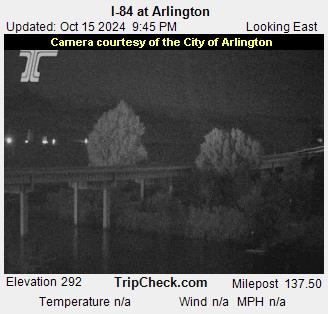 I-84 at Arlington
Updated: Oct 15 2024 9:45 PM Looking East
Camera courtesy of the City of Arlington
Elevation 292 TripCheck.com Milepost 137.50
Temperature n/a Wind n/a MPH n/a